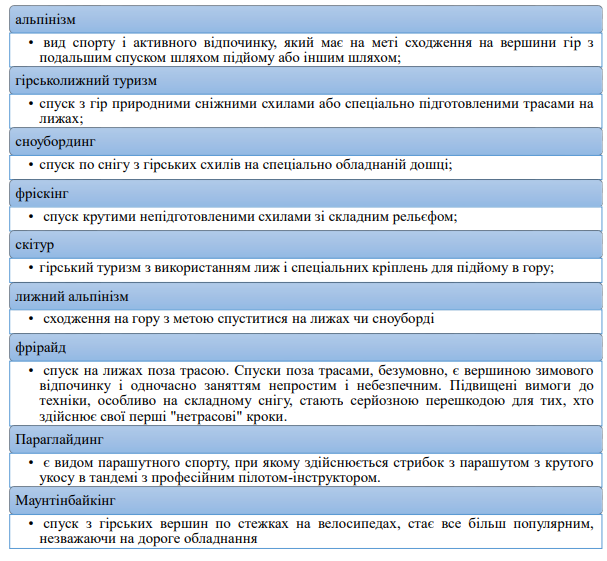 альпінізм
• вид спорту і активного відпочинку, який має на меті сходження на вершини гір з
подальшим спуском шляхом підйому або іншим шляхом;
гірськолижний туризм
• спуск з гір природними сніжними схилами або спеціально підготовленими трасами на
лижах;
сноубординг
• спуск по снігу з гірських схилів на спеціально обладнаній дошці;
фріскінг
• спуск крутими непідготовленими схилами зі складним рельєфом;
скітур
• гірський туризм з використанням лиж і спеціальних кріплень для підйому в гору;
лижний альпінізм
• сходження на гору з метою спуститися на лижах чи сноуборді
фрірайд
• спуск на лижах поза трасою. Спуски поза трасами, безумовно, є вершиною зимового
відпочинку і одночасно заняттям непростим і небезпечним. Підвищені вимоги до
техніки, особливо на складному снігу, стають серйозною перешкодою для тих, хто
здійснює свої перші "нетрасові" кроки.
Параглайдинг
• є видом парашутного спорту, при якому здійснюється стрибок з парашутом з крутого
укосу в тандемі з професійним пілотом-інструктором.
Маунтінбайкінг
• спуск з гірських вершин по стежках на велосипедах, стає все більш популярним,
незважаючи на дороге обладнання